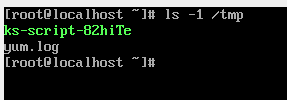 [root@localhost ~]# ls -1 /tmp
ks-script-82hiTe
yum.log
[root@localhost ~]#